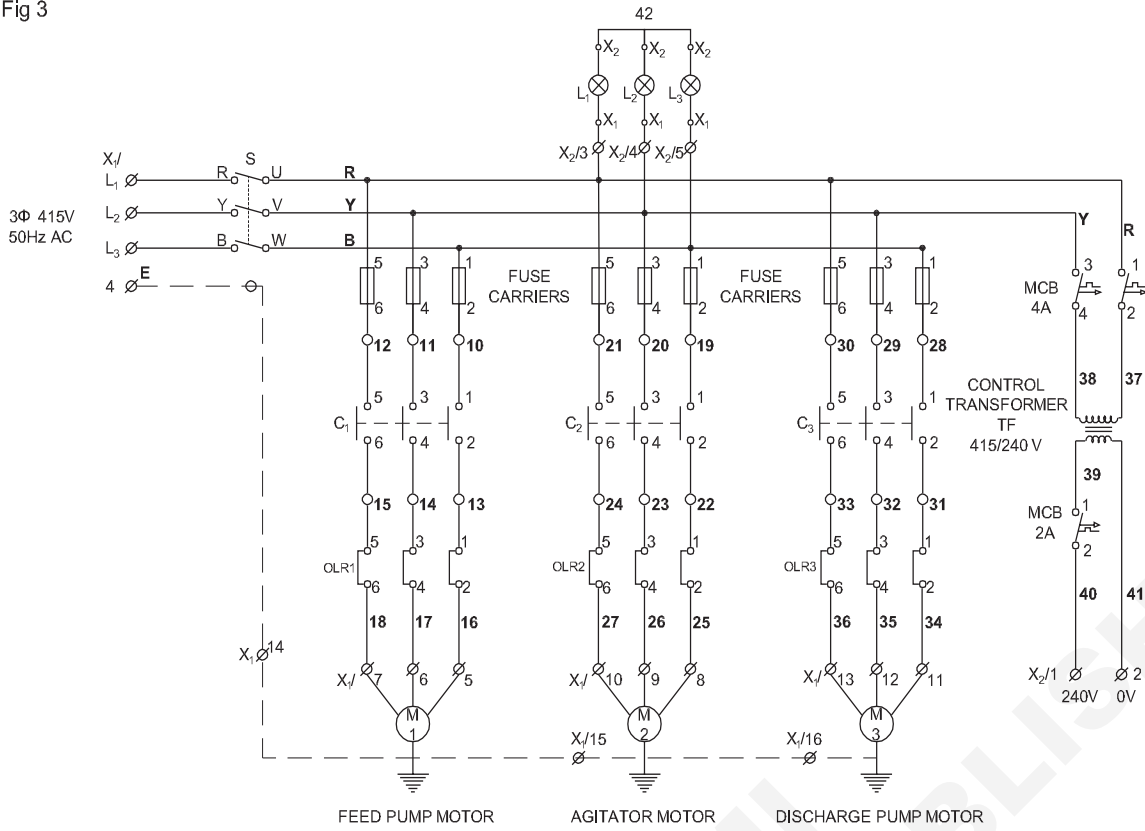 Fig 3
42
X₂ X₂ X₂
L₁ L₂ L₃
X₁ X₁ X₁
X₂/3 X₂/4 X₂/5
X₁/
S
L₁ R U R
L₂ Y V Y
L₃ B W B
3Φ 415V
50Hz AC
4 E
Y R
5 3 1 5 3 1 5 3 1
FUSE CARRIERS
FUSE CARRIERS
6 4 2 6 4 2 6 4 2
3 1
MCB
4A
4 2
12 11 10 21 20 19 30 29 28
38 37
5 3 1 5 3 1 5 3 1
C₁ C₂ C₃
6 4 2 6 4 2 6 4 2
CONTROL
TRANSFORMER
TF
415/240 V
39
15 14 13 24 23 22 33 32 31
MCB
2A
1
2
5 3 1 5 3 1 5 3 1
OLR1 OLR2 OLR3
6 4 2 6 4 2 6 4 2
40 41
18 17 16 27 26 25 36 35 34
X₁ 14
X₁/ 7 6 5 X₁/ 10 9 8 X₁/ 13 12 11
X₂/1 2
240V 0V
M
1
M
2
M
3
X₁/15 X₁/16
FEED PUMP MOTOR AGITATOR MOTOR DISCHARGE PUMP MOTOR